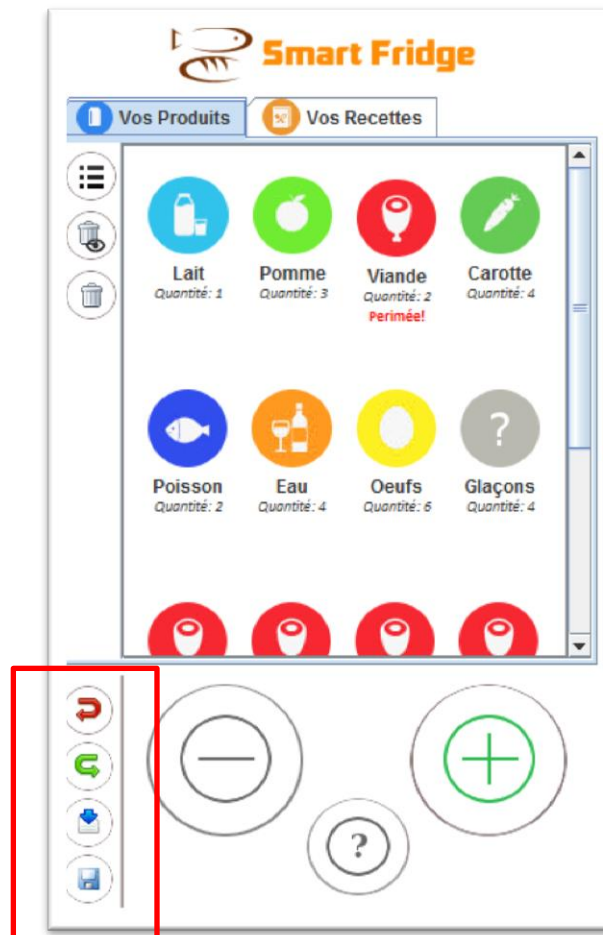 Smart Fridge
Vos Produits
Vos Recettes
Lait Pomme Viande Carotte
Quantité: 1 Quantité: 3 Quantité: 2 Quantité: 4
Perimée!
?
Poisson Eau Oeufs Glaçons
Quantité: 2 Quantité: 4 Quantité: 6 Quantité: 4
?